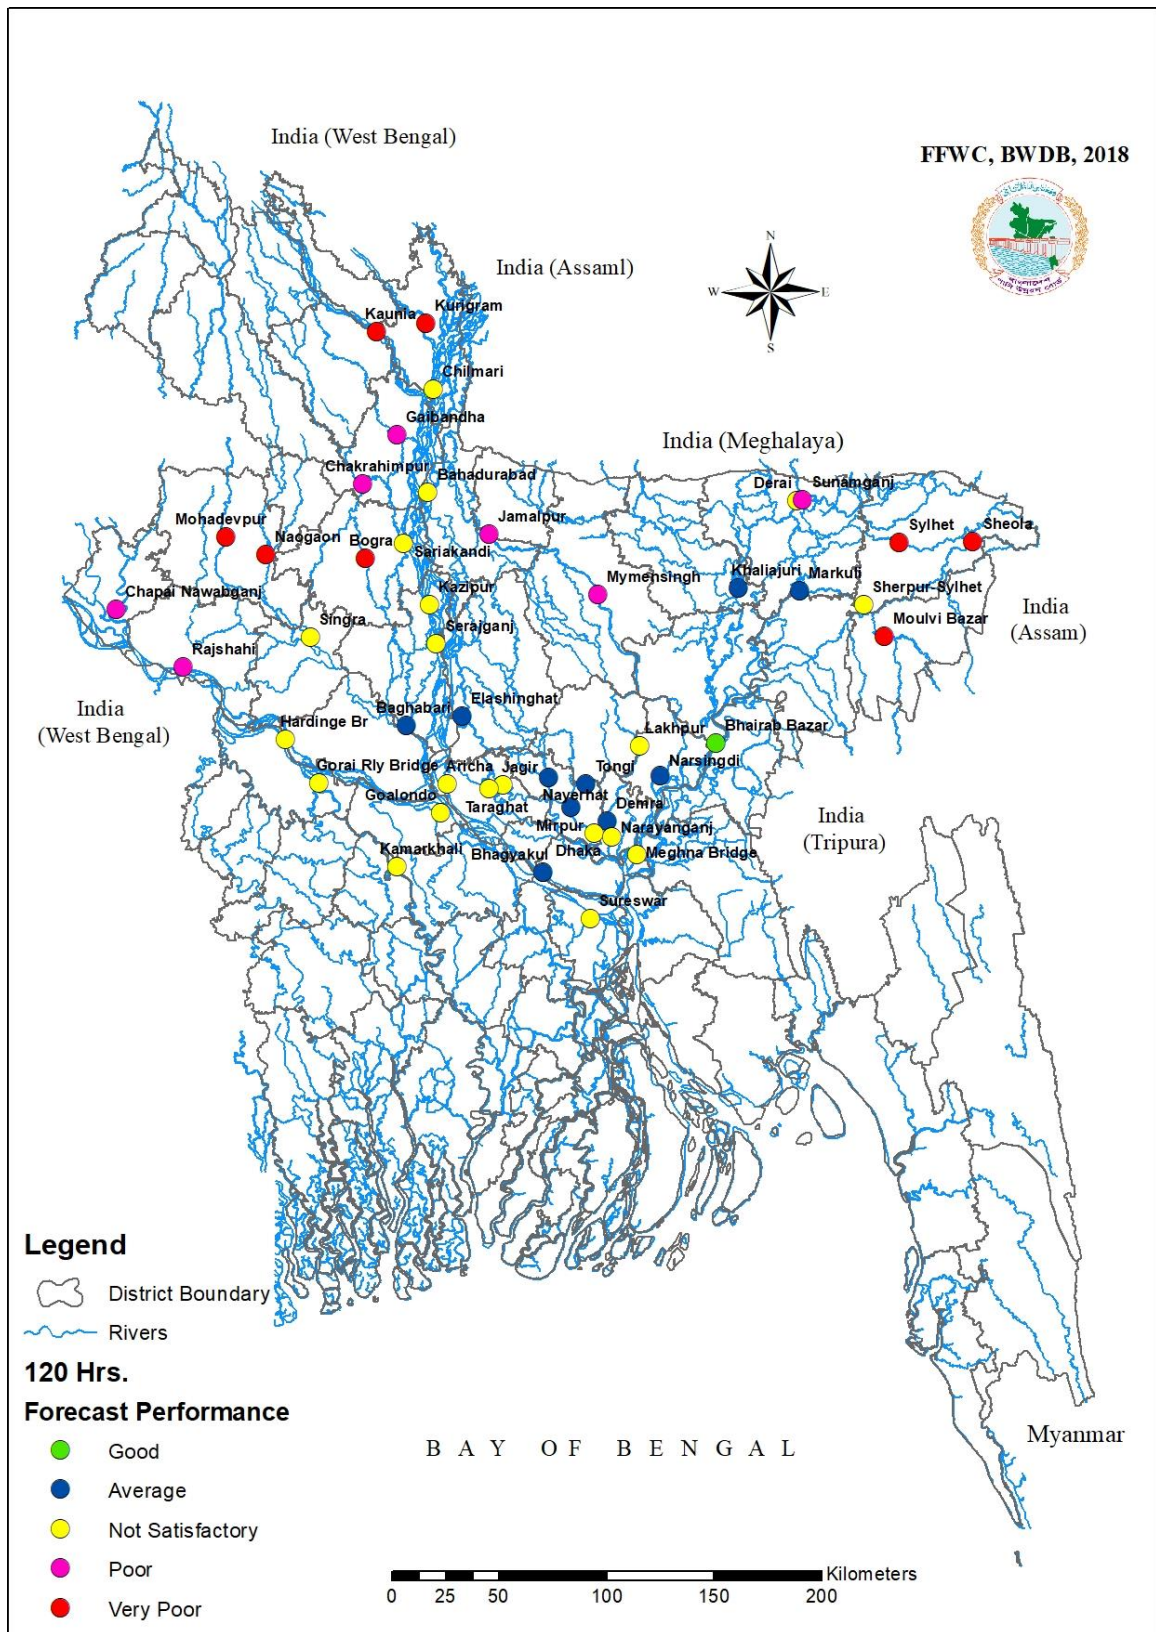 India (West Bengal)
FFWC, BWDB, 2018
N
W
E
S
India (Assaml)
Kaunia
Kurigram
Chilmari
Gaibandha
India (Meghalaya)
Chakrahimpur
Bahadurabad
Derai
Sunamganj
Mohadevpur
Naogaon
Bogra
Sariakandi
Jamalpur
Sylhet
Sheola
Chapai Nawabganj
Kazipur
Mymensingh
Khaliajuri
Markuli
Sherpur-Sylhet
Singra
Serajganj
Moulvi Bazar
India
(Assam)
Rajshahi
India
(West Bengal)
Hardinge Br
Baghabari
Elashinghat
Lakhpur
Bhairab Bazar
Gorai Rly Bridge
Aricha
Jagir
Tongi
Narsingdi
Goalondo
Taraghat
Nayerhat
Demra
Mirpur
Narayanganj
India
(Tripura)
Kamarkhali
Bhagyakul
Dhaka
Meghna Bridge
Sureswar
Legend
District Boundary
Rivers
120 Hrs.
Forecast Performance
Good
Average
Not Satisfactory
Poor
Very Poor
BAY OF BENGAL
Myanmar
Kilometers
0 25 50 100 150 200